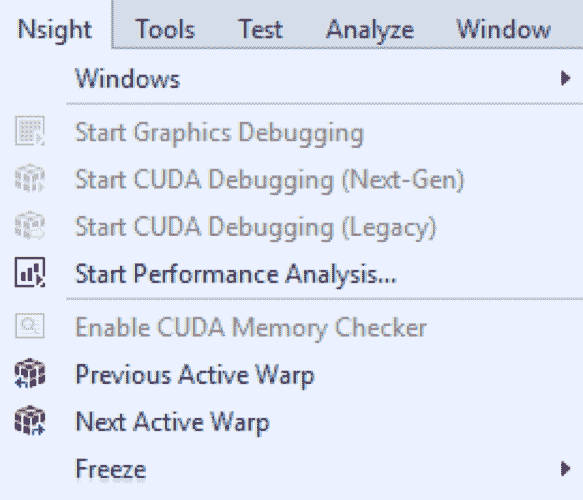 Nsight Tools Test Analyze Window
Windows
Start Graphics Debugging
Start CUDA Debugging (Next-Gen)
Start CUDA Debugging (Legacy)
Start Performance Analysis...
Enable CUDA Memory Checker
Previous Active Warp
Next Active Warp
Freeze